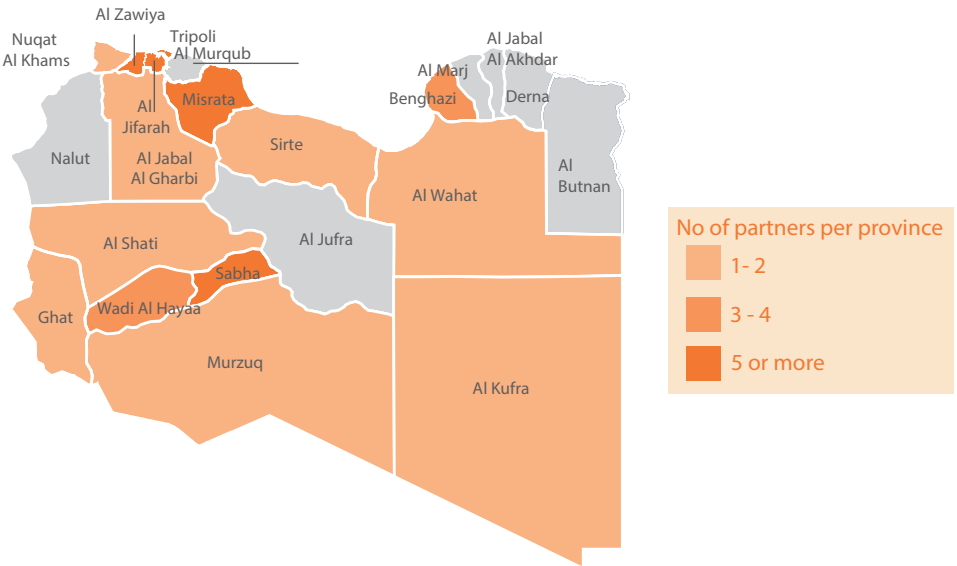 Al Zawiya
Nuqat
Al Khams
Tripoli
Al Murqub
Al Jabal
Al Akhdar
Al Marj
Benghazi
Derna
Misrata
Al
Jifarah
Nalut
Al Jabal
Al Gharbi
Sirte
Al Wahat
Al
Butnan
Al Shati
Al Jufra
Sabha
Ghat
Wadi Al Hayaa
Murzuq
Al Kufra
No of partners per province
1- 2
3 - 4
5 or more